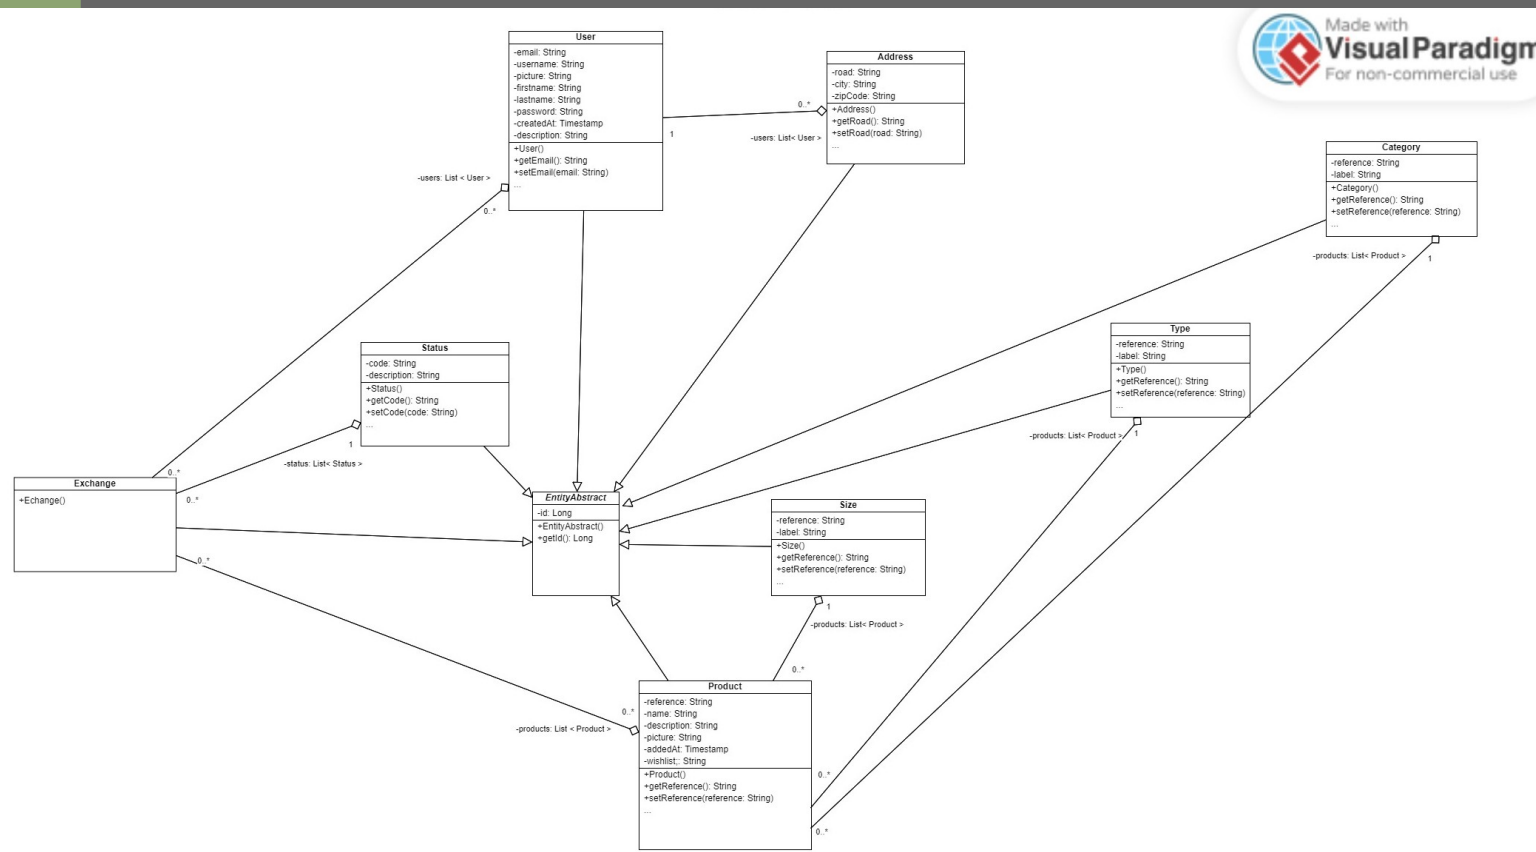 Made with
Visual Paradigm
For non-commercial use
User
-email: String
-username: String
-picture: String
-firstname: String
-lastname: String
-password: String
-createdAt: Timestamp
-description: String
+User()
+getEmail(): String
+setEmail(email: String)
...
Address
-road: String
-city: String
-zipCode: String
+Address()
+getRoad(): String
+setRoad(road: String)
...
0..*
1
-users: List< User >
Category
-reference: String
-label: String
+Category()
+getReference(): String
+setReference(reference: String)
...
-products: List< Product >
1
-users: List < User >
0..*
Type
-reference: String
-label: String
+Type()
+getReference(): String
+setReference(reference: String)
...
-products: List< Product >
1
Status
-code: String
-description: String
+Status()
+getCode(): String
+setCode(code: String)
...
1
-status: List< Status >
0..*
0..*
Exchange
+Echange()
0..*
EntityAbstract
-id: Long
+EntityAbstract()
+getId(): Long
Size
-reference: String
-label: String
+Size()
+getReference(): String
+setReference(reference: String)
...
1
-products: List< Product >
0..*
0..*
-products: List < Product >
Product
-reference: String
-name: String
-description: String
-picture: String
-addedAt: Timestamp
-wishlist;: String
+Product()
+getReference(): String
+setReference(reference: String)
...
0..*
0..*